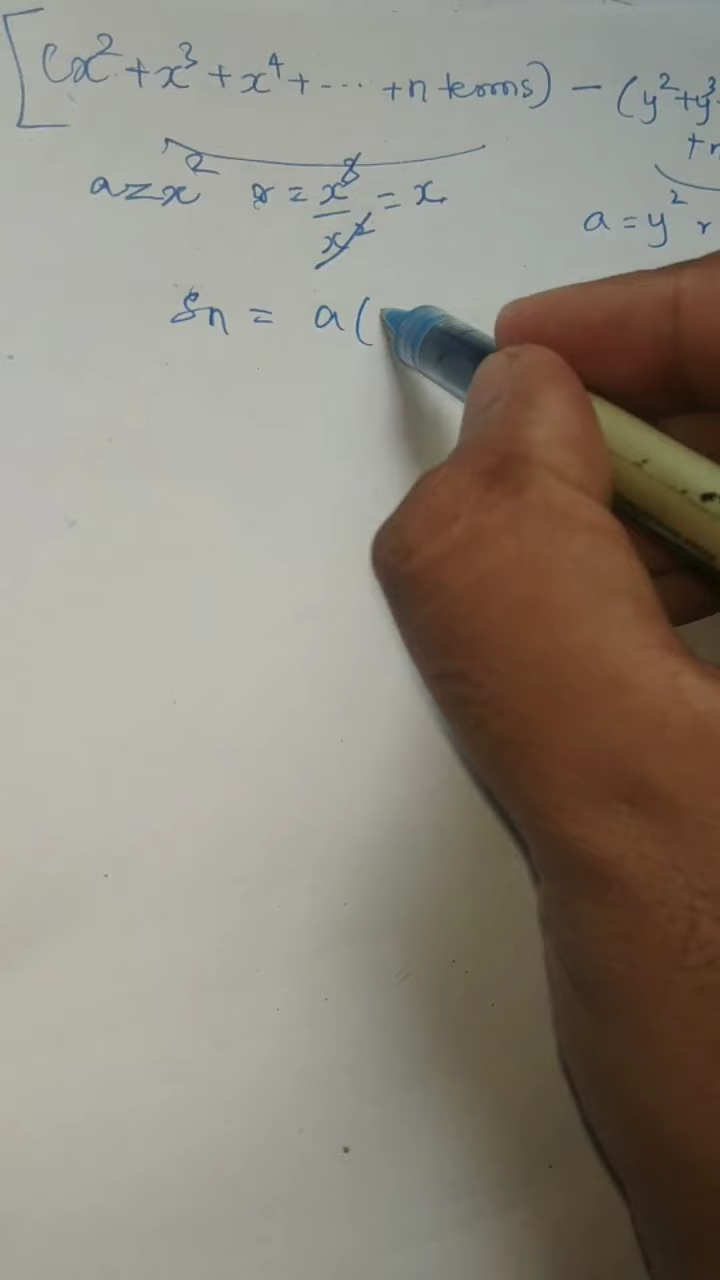 [(x² + x³ + x⁴ + ... + n terms) - (y² + y³
+ n
a = x² r = x³/x² = x a = y² r
Sn = a(